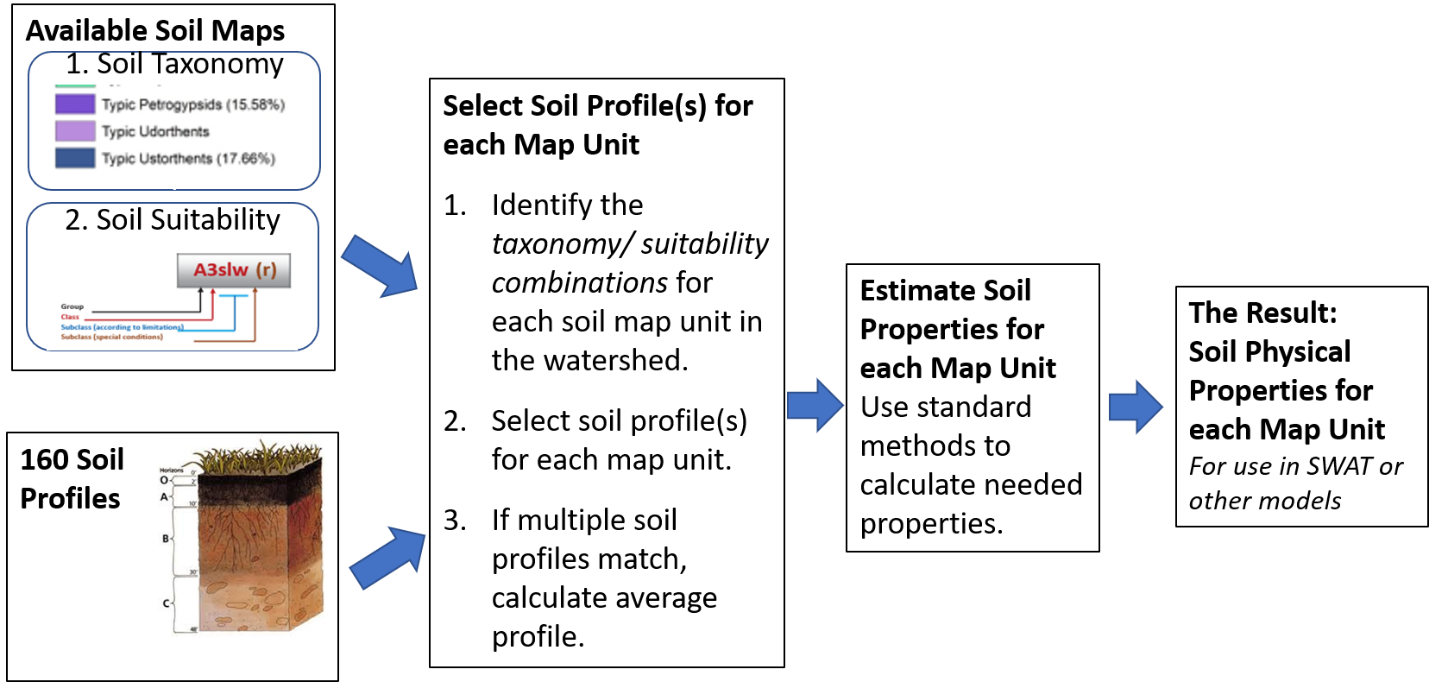 Available Soil Maps
1. Soil Taxonomy
Typic Petrogypsids (15.58%)
Typic Udorthents
Typic Ustorthents (17.66%)
2. Soil Suitability
A3slw (r)
Group
Class
Subclass (according to limitations)
Subclass (special conditions)
160 Soil
Profiles
Horizons
0'
O
2'
A
10'
B
30'
C
48'
Select Soil Profile(s) for
each Map Unit
1. Identify the
taxonomy/ suitability
combinations for
each soil map unit in
the watershed.
2. Select soil profile(s)
for each map unit.
3. If multiple soil
profiles match,
calculate average
profile.
Estimate Soil
Properties for
each Map Unit
Use standard
methods to
calculate needed
properties.
The Result:
Soil Physical
Properties for
each Map Unit
For use in SWAT or
other models